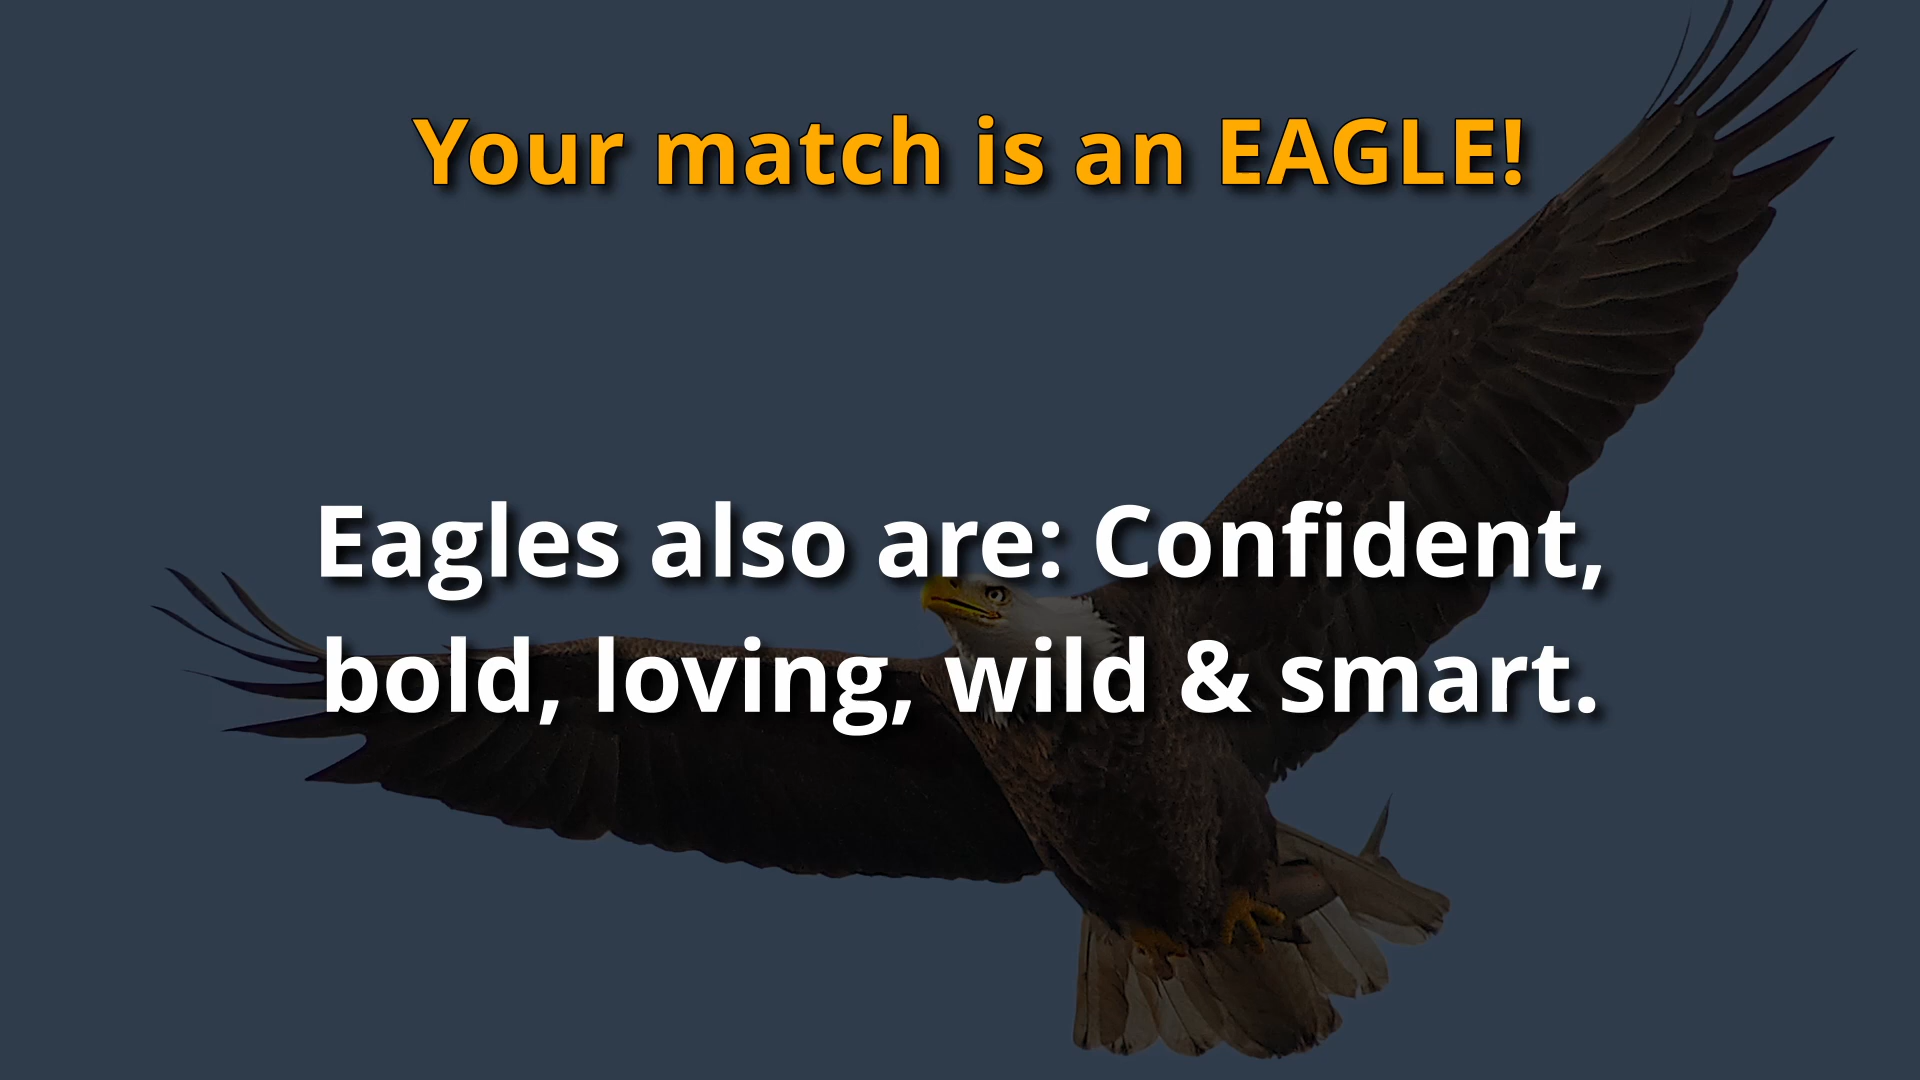 Your match is an EAGLE!
Eagles also are: Confident,
bold, loving, wild & smart.